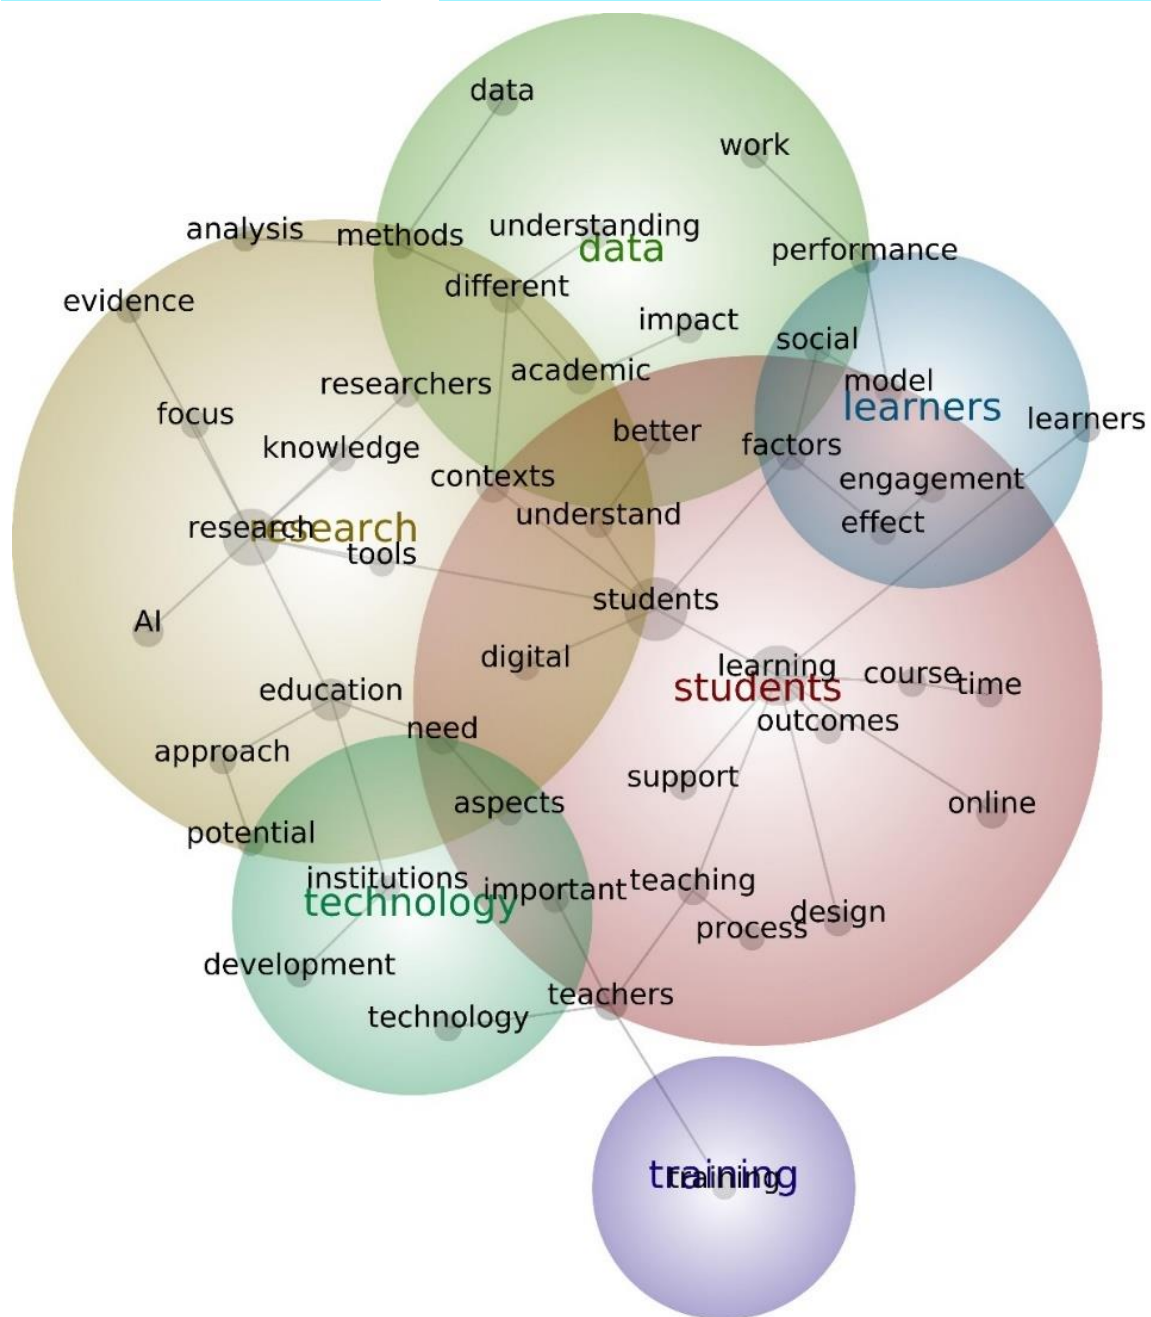 data
work
understanding
data
analysis
methods
performance
different
evidence
impact
social
academic
researchers
model
learners
focus
learners
better
knowledge
factors
contexts
engagement
understand
effect
research
research
tools
students
AI
digital
learning
course
time
students
education
outcomes
need
approach
support
aspects
online
potential
institutions
teaching
important
technology
design
process
development
teachers
technology
training
training